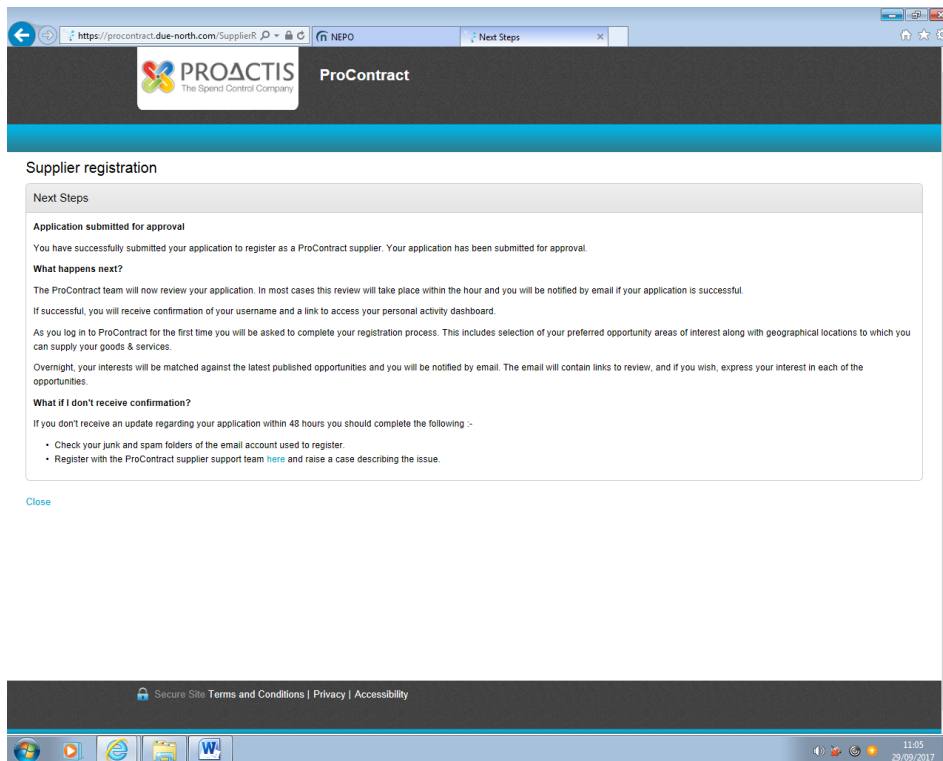 https://procontract.due-north.com/SupplierR
NEPO
Next Steps
PROACTIS
The Spend Control Company
ProContract
Supplier registration
Next Steps
Application submitted for approval
You have successfully submitted your application to register as a ProContract supplier. Your application has been submitted for approval.
What happens next?
The ProContract team will now review your application. In most cases this review will take place within the hour and you will be notified by email if your application is successful.
If successful, you will receive confirmation of your username and a link to access your personal activity dashboard.
As you log in to ProContract for the first time you will be asked to complete your registration process. This includes selection of your preferred opportunity areas of interest along with geographical locations to which you
can supply your goods & services.
Overnight, your interests will be matched against the latest published opportunities and you will be notified by email. The email will contain links to review, and if you wish, express your interest in each of the
opportunities.
What if I don't receive confirmation?
If you don't receive an update regarding your application within 48 hours you should complete the following :-
• Check your junk and spam folders of the email account used to register.
• Register with the ProContract supplier support team here and raise a case describing the issue.
Close
Secure Site Terms and Conditions | Privacy | Accessibility
11:05
29/09/2017